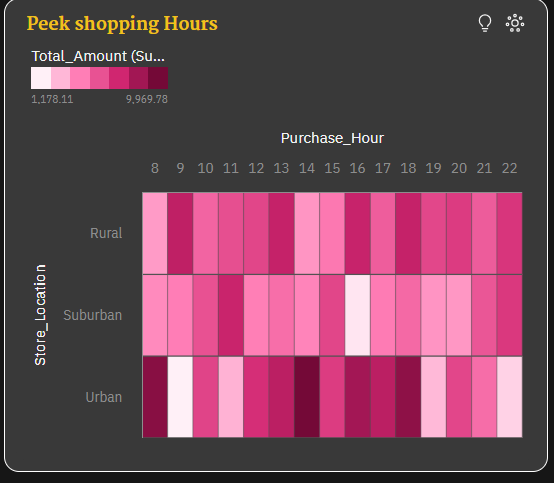 Peek shopping Hours
Total_Amount (Su...
1,178.11 9,969.78
Purchase_Hour
8 9 10 11 12 13 14 15 16 17 18 19 20 21 22
Rural
Suburban
Urban
Store_Location